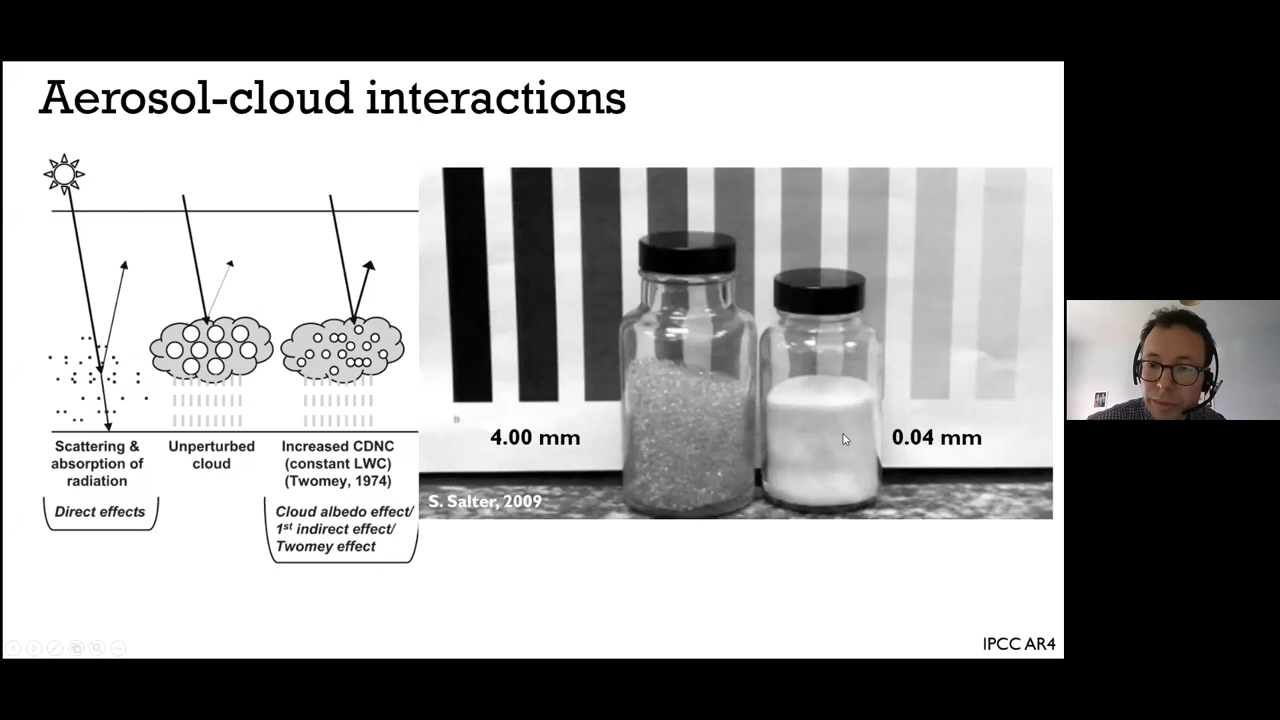 Aerosol-cloud interactions
Scattering &
absorption of
radiation
Direct effects
Unperturbed
cloud
Increased CDNC
(constant LWC)
(Twomey, 1974)
Cloud albedo effect/
1st indirect effect/
Twomey effect
4.00 mm
0.04 mm
S. Salter, 2009
IPCC AR4